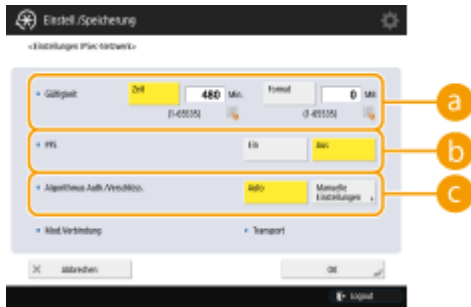 Einstell./Speicherung
<Einstellungen IPSec-Netzwerk>
Gültigkeit Zeit 480 Min. Format 0 MB
(1-65535) (1-65535)
a
PFS Ein Aus
b
Algorithmus Auth./Verschlüss. Auto Manuelle Einstellungen
c
Mod.Verbindung Transport
Abbrechen OK
Logout